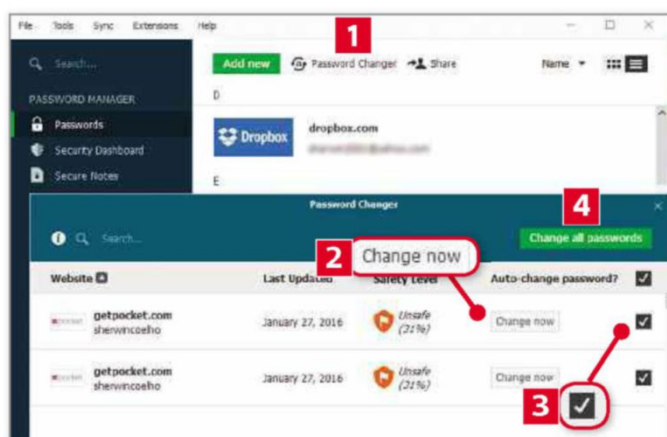 File Tools Sync Extensions Help
1
Search...
Add new Password Changer Share Name
PASSWORD MANAGER
D
Passwords
Dropbox dropbox.com
Security Dashboard
Secure Notes
E
Password Changer
4
Search...
Change all passwords
2 Change now
Website Last Updated Safety Level Auto-change password?
getpocket.com
sherwincoelho
January 27, 2016 Unsafe
(21%)
Change now
getpocket.com
sherwincoelho
January 27, 2016 Unsafe
(21%)
Change now
3